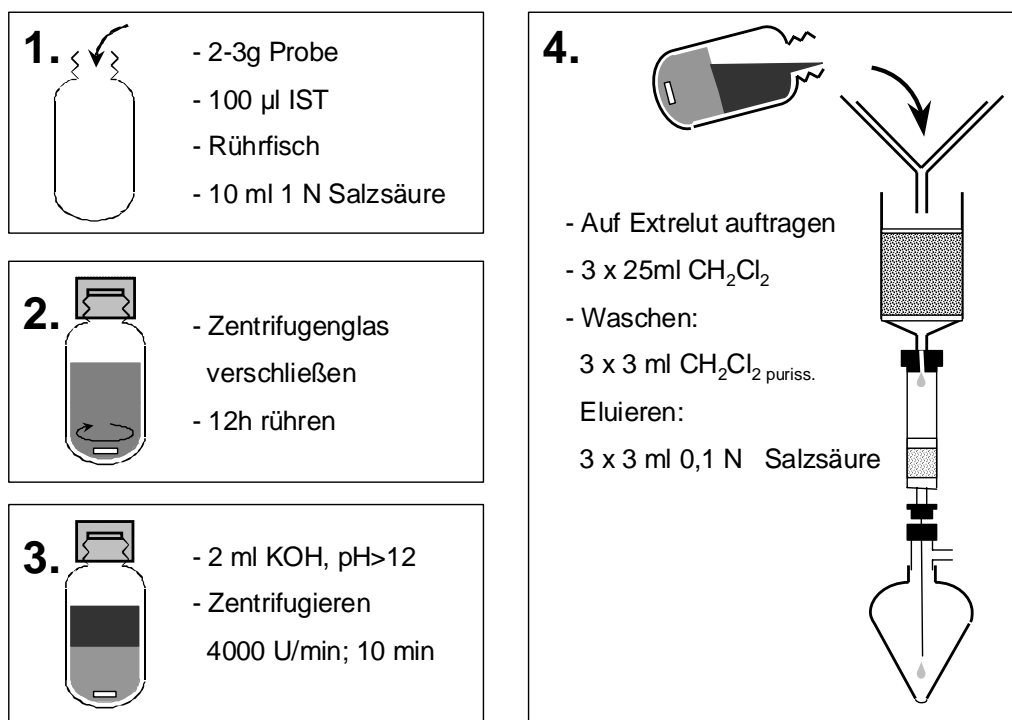 1.
- 2-3g Probe
- 100 µl IST
- Rührfisch
- 10 ml 1 N Salzsäure
2.
- Zentrifugenglas
verschließen
- 12h rühren
3.
- 2 ml KOH, pH>12
- Zentrifugieren
4000 U/min; 10 min
4.
- Auf Extrelut auftragen
- 3 x 25ml CH₂Cl₂
- Waschen:
3 x 3 ml CH₂Cl₂ puriss.
Eluieren:
3 x 3 ml 0,1 N Salzsäure